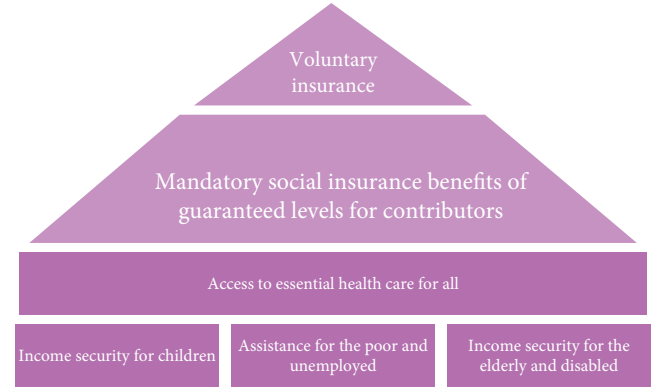 Voluntary
insurance
Mandatory social insurance benefits of
guaranteed levels for contributors
Access to essential health care for all
Income security for children
Assistance for the poor and
unemployed
Income security for the
elderly and disabled